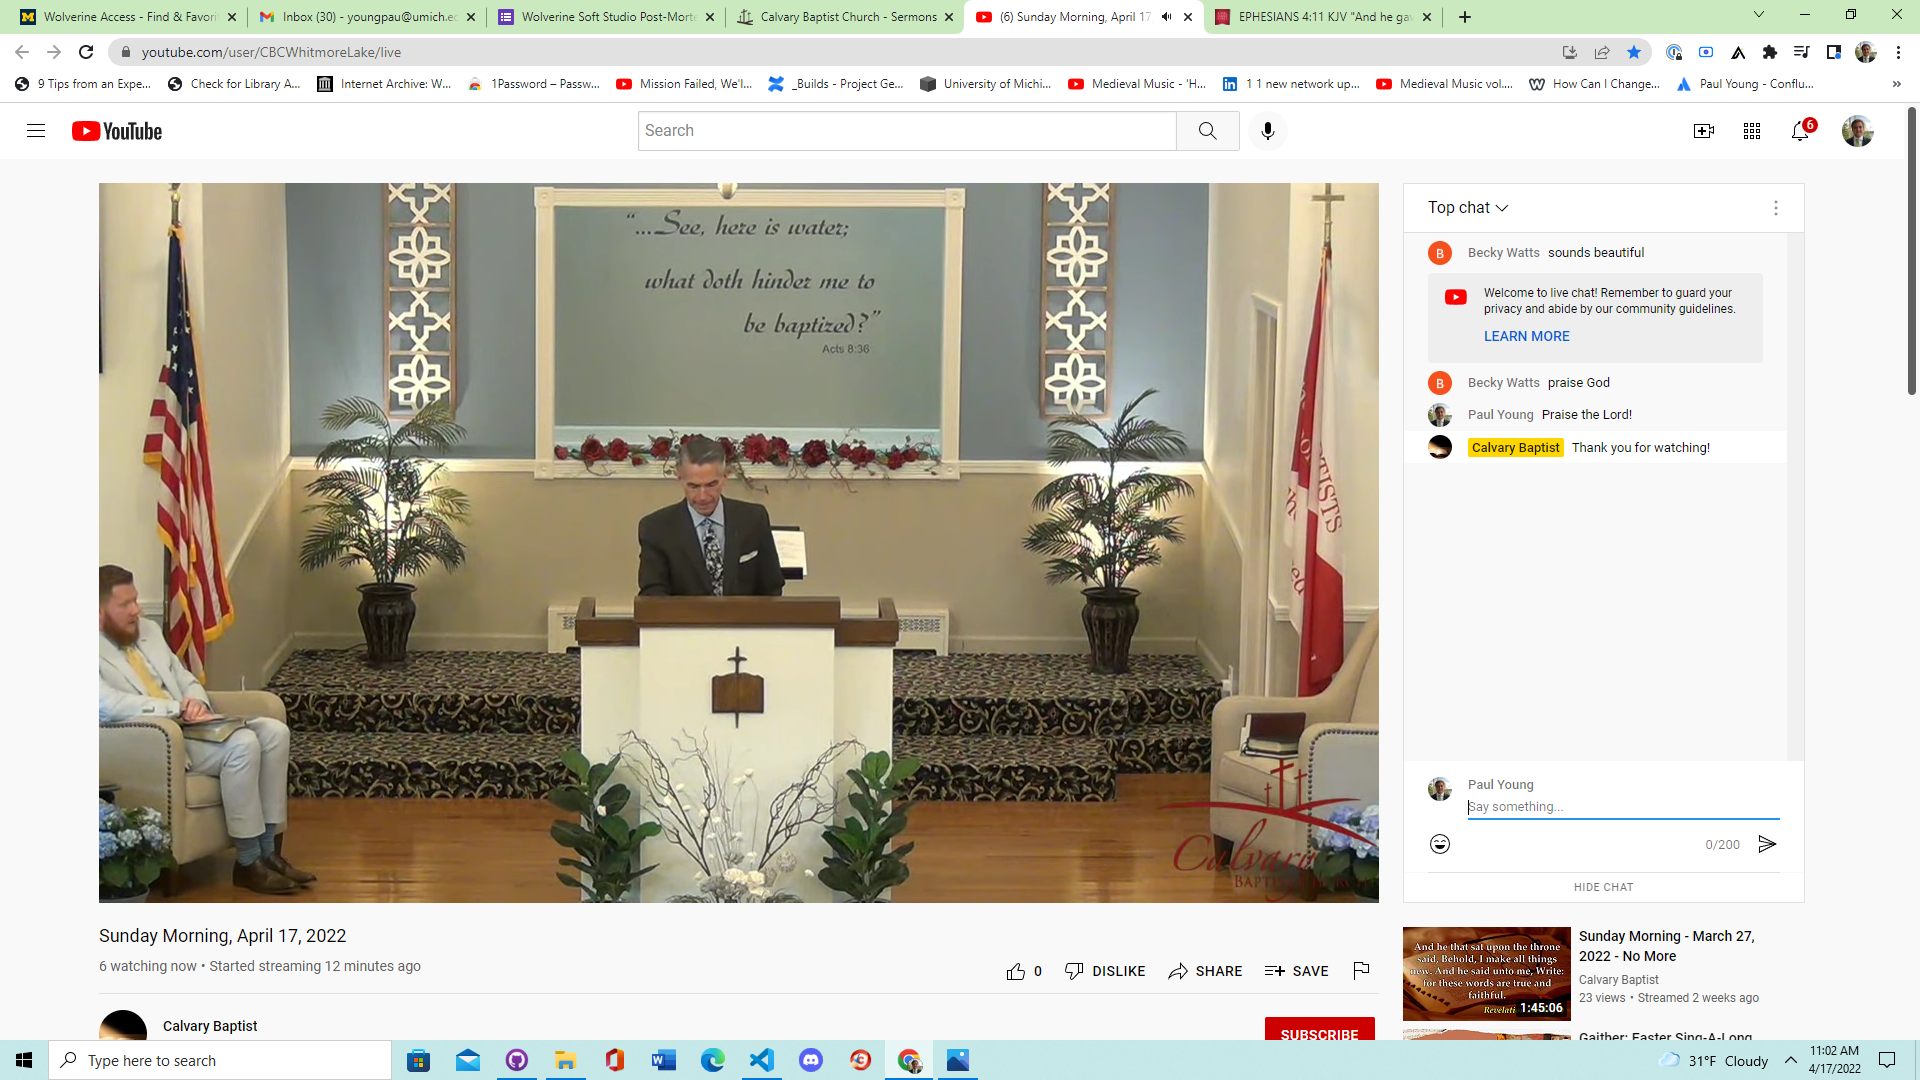 Wolverine Access - Find & Favori
Inbox (30) - youngpau@umich.ec
Wolverine Soft Studio Post-Morte
Calvary Baptist Church - Sermons
(6) Sunday Morning, April 17
EPHESIANS 4:11 KJV "And he gav
youtube.com/user/CBCWhitmoreLake/live
9 Tips from an Expe...
Check for Library A...
Internet Archive: W...
1Password – Passw...
Mission Failed, We'l...
_Builds - Project Ge...
University of Michi...
Medieval Music - 'H...
1 1 new network up...
Medieval Music vol....
How Can I Change...
Paul Young - Conflu...
YouTube
Search
6
"...See, here is water;
what doth hinder me to
be baptized?"
Acts 8:36
Calvary
Top chat
B Becky Watts sounds beautiful
Welcome to live chat! Remember to guard your
privacy and abide by our community guidelines.
LEARN MORE
B Becky Watts praise God
Paul Young Praise the Lord!
Calvary Baptist Thank you for watching!
Paul Young
Say something...
0/200
HIDE CHAT
Sunday Morning, April 17, 2022
6 watching now • Started streaming 12 minutes ago
0 DISLIKE SHARE SAVE
Calvary Baptist
SUBSCRIBE
And he that sat upon the throne
said, Behold, I make all things
new. And he said unto me, Write:
for these words are true and
faithful.
1:45:06
Sunday Morning - March 27,
2022 - No More
Calvary Baptist
23 views • Streamed 2 weeks ago
Gaither: Easter Sing-A-Long
Type here to search
31°F Cloudy
11:02 AM
4/17/2022